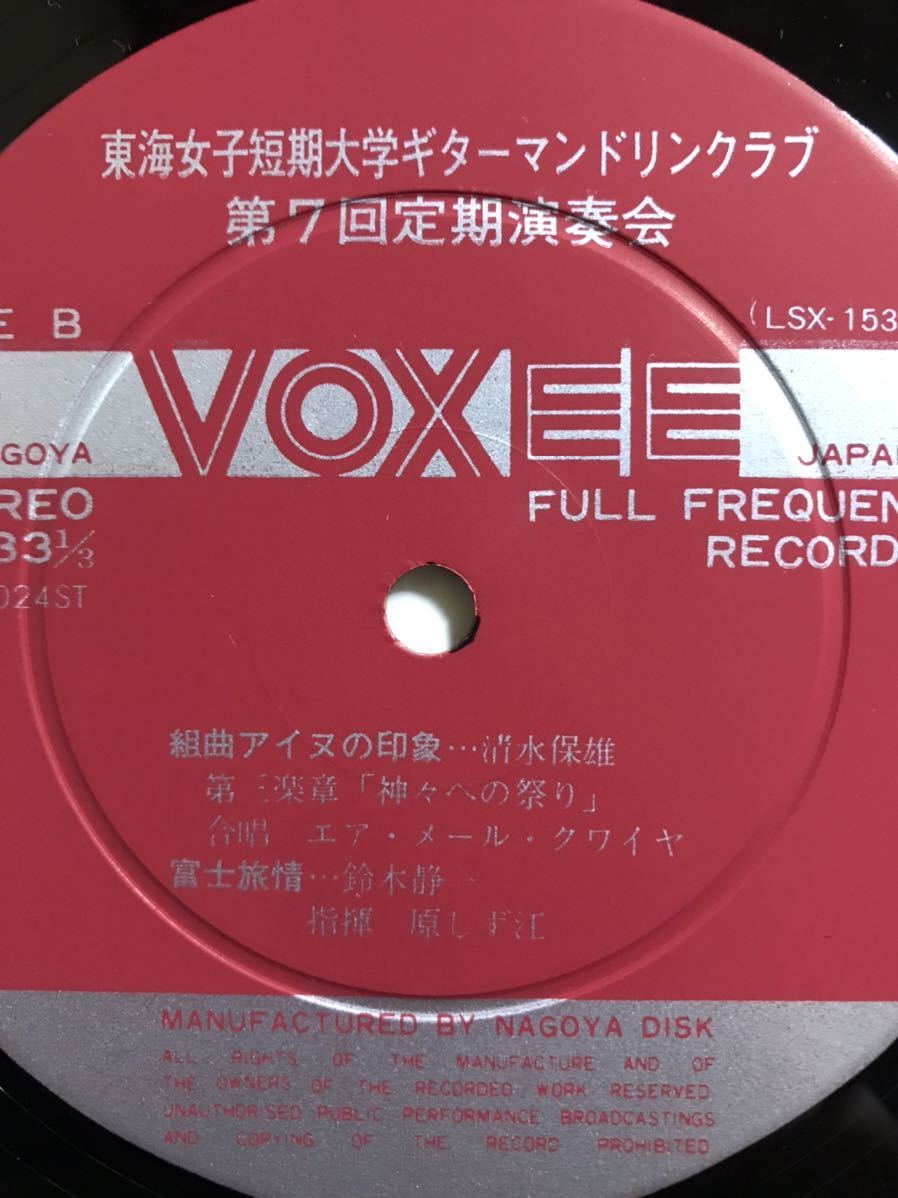 東海女子短期大学ギターマンドリンクラブ
第7回定期演奏会
E B
(LSX-153
VOXEE
AGOYA
JAPAN
REO
FULL FREQUEN
33⅓
RECORD
024ST
組曲アイヌの印象…清水保雄
第三楽章「神々への祭り」
合唱 エア・メール・クワイヤ
富士旅情…鈴木静一
指揮 原しず江
MANUFACTURED BY NAGOYA DISK
ALL RIGHTS OF THE MANUFACTURE AND OF
THE OWNERS OF THE RECORDED WORK RESERVED
UNAUTHORISED PUBLIC PERFORMANCE BROADCASTINGS
AND COPYING OF THE RECORD PROHIBITED